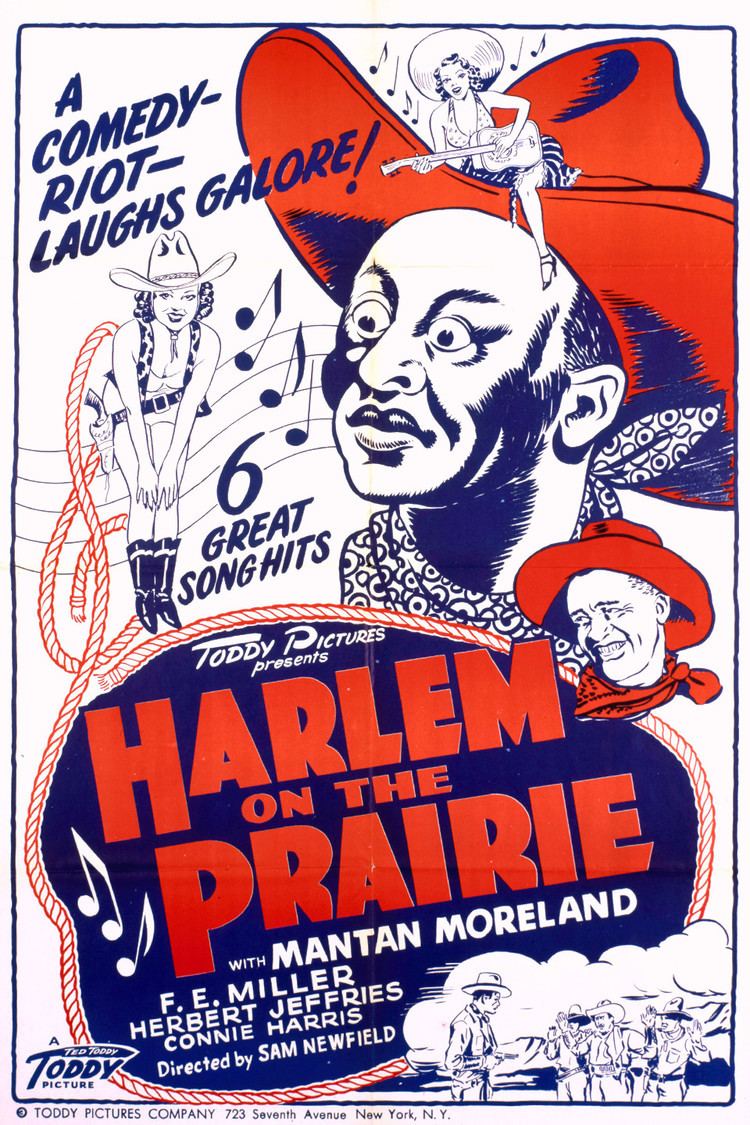 A
COMEDY-
RIOT-
LAUGHS GALORE!
6
GREAT
SONG HITS
TODDY PICTURES
presents
HARLEM
ON THE
PRAIRIE
WITH MANTAN MORELAND
F. E. MILLER
HERBERT JEFFRIES
CONNIE HARRIS
Directed by SAM NEWFIELD
A
TED TODDY
TODDY
PICTURE
© TODDY PICTURES COMPANY 723 Seventh Avenue New York, N.Y.